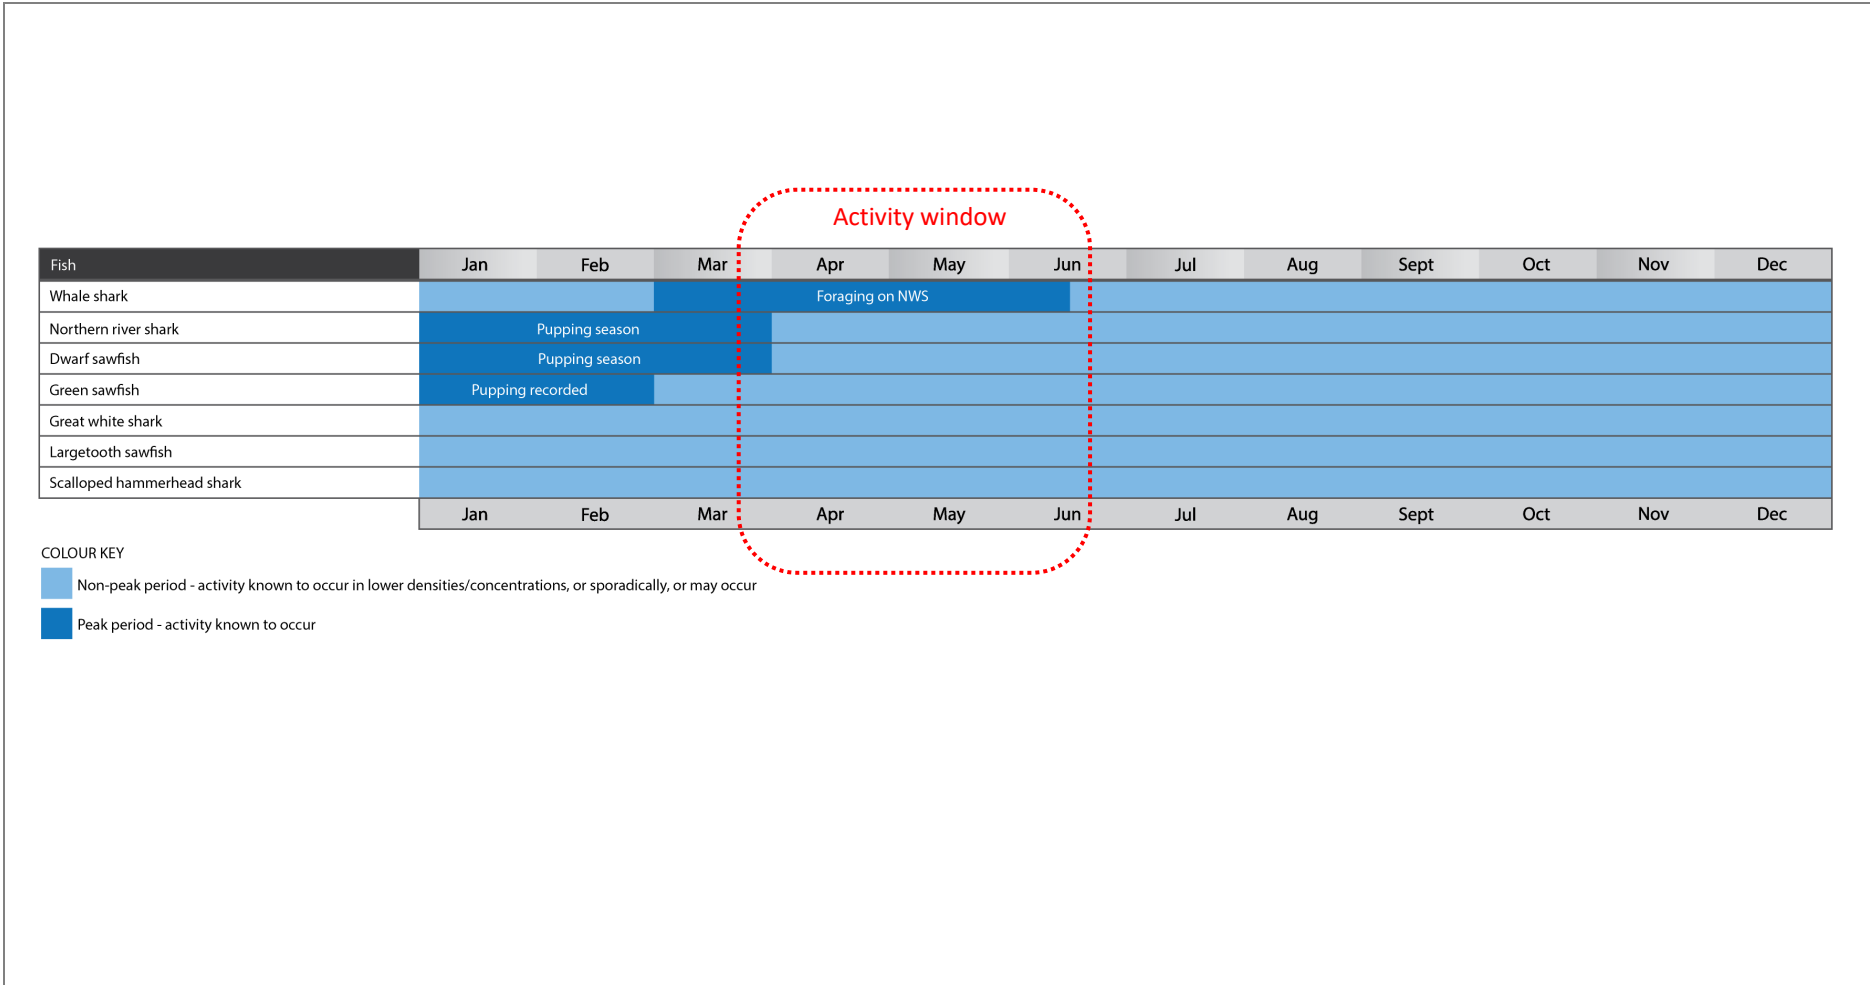 Activity window
Fish Jan Feb Mar Apr May Jun Jul Aug Sept Oct Nov Dec
Whale shark Foraging on NWS
Northern river shark Pupping season
Dwarf sawfish Pupping season
Green sawfish Pupping recorded
Great white shark
Largetooth sawfish
Scalloped hammerhead shark
Jan Feb Mar Apr May Jun Jul Aug Sept Oct Nov Dec
COLOUR KEY
Non-peak period - activity known to occur in lower densities/concentrations, or sporadically, or may occur
Peak period - activity known to occur